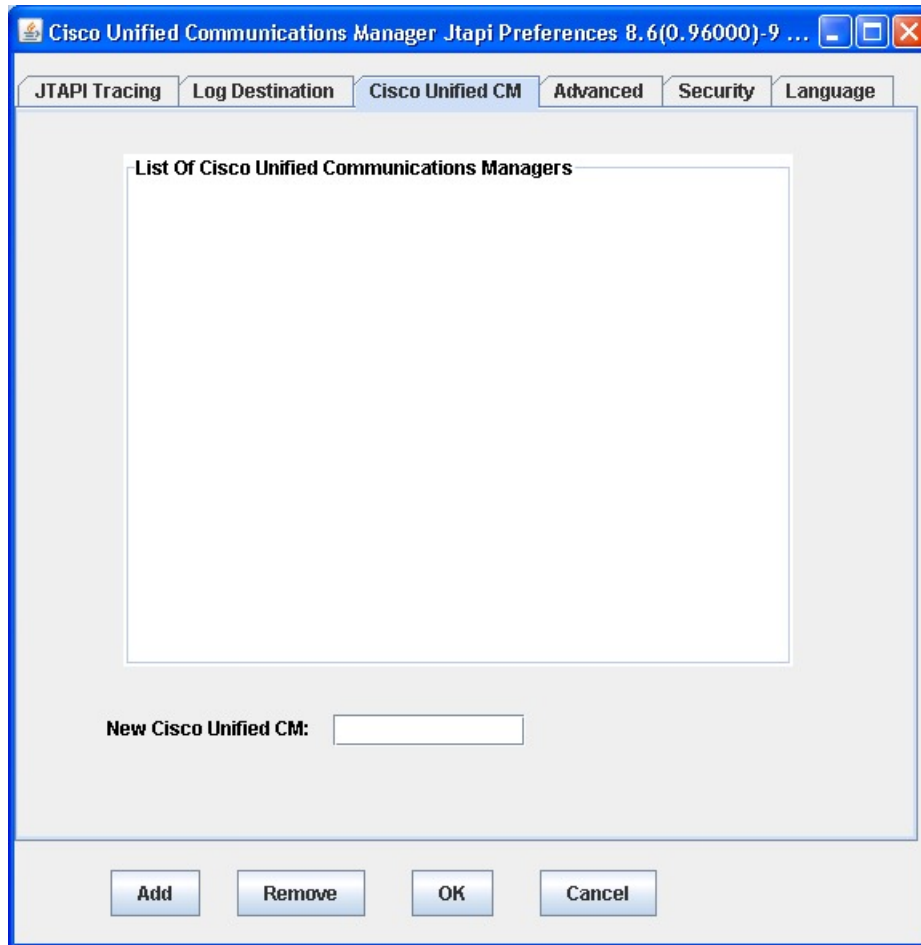 Cisco Unified Communications Manager Jtapi Preferences 8.6(0.96000)-9 ...
JTAPI Tracing Log Destination Cisco Unified CM Advanced Security Language
List Of Cisco Unified Communications Managers
New Cisco Unified CM:
Add Remove OK Cancel